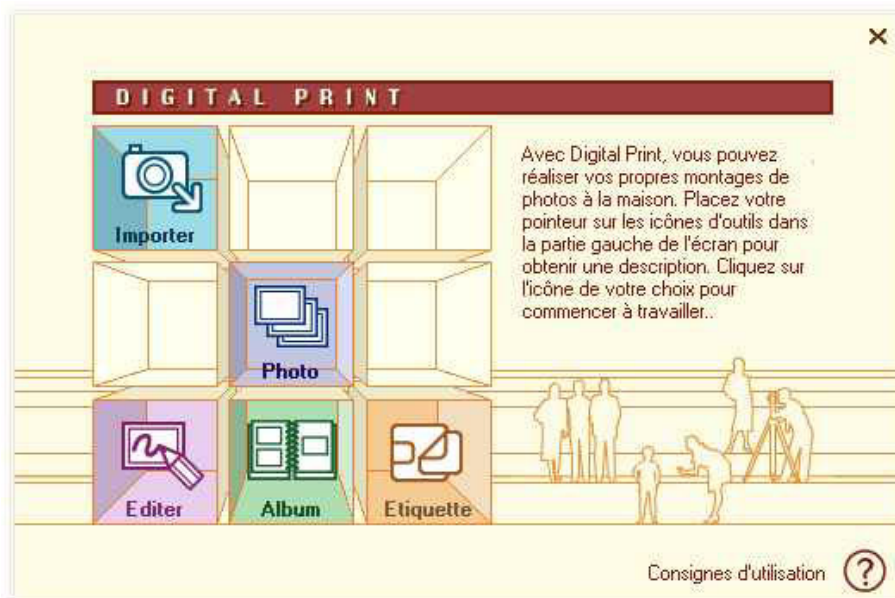 DIGITAL PRINT
Importer
Avec Digital Print, vous pouvez
réaliser vos propres montages de
photos à la maison. Placez votre
pointeur sur les icônes d'outils dans
la partie gauche de l'écran pour
obtenir une description. Cliquez sur
l'icône de votre choix pour
commencer à travailler..
Photo
Editer
Album
Etiquette
Consignes d'utilisation ?